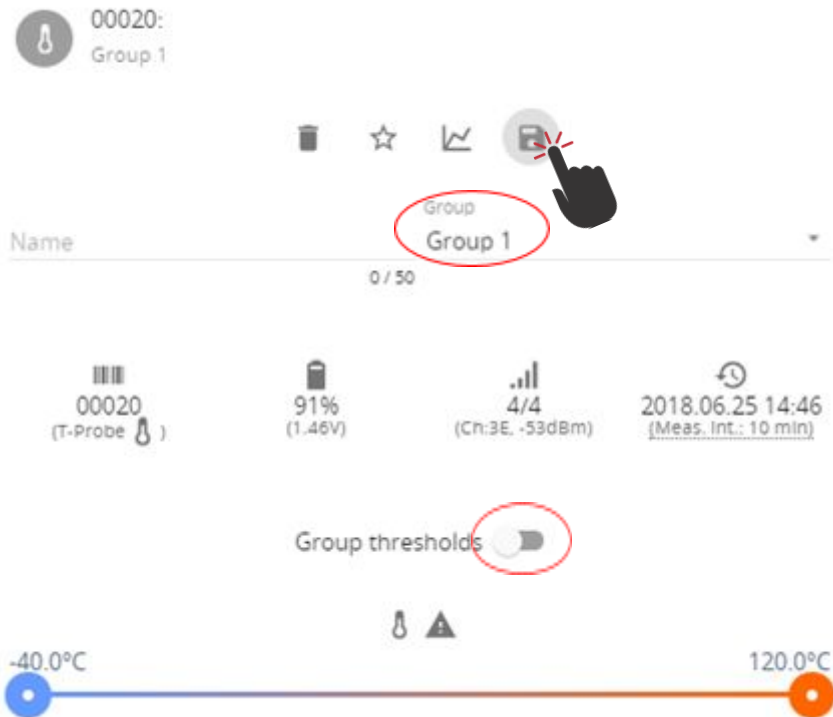 00020:
Group 1
Group
Name
Group 1
0 / 50
00020
91%
4/4
2018.06.25 14:46
(T-Probe )
(1.46V)
(Ch:3E, -53dBm)
(Meas. Int.: 10 min)
Group thresholds
-40.0°C
120.0°C